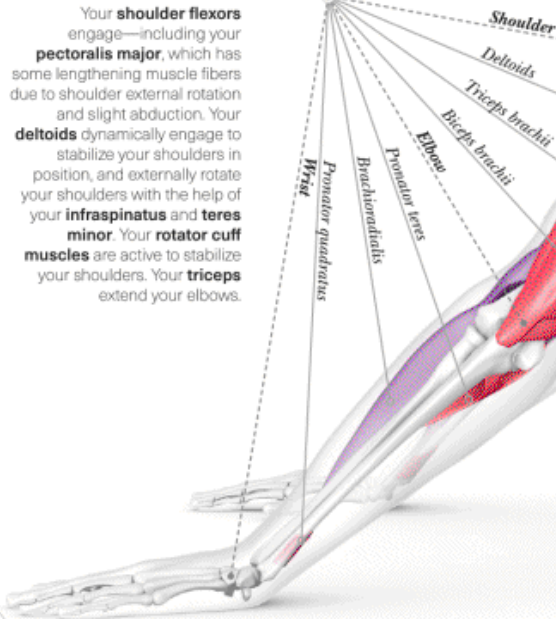 Your shoulder flexors
engage—including your
pectoralis major, which has
some lengthening muscle fibers
due to shoulder external rotation
and slight abduction. Your
deltoids dynamically engage to
stabilize your shoulders in
position, and externally rotate
your shoulders with the help of
your infraspinatus and teres
minor. Your rotator cuff
muscles are active to stabilize
your shoulders. Your triceps
extend your elbows.
Shoulder
Deltoids
Triceps brachii
Biceps brachii
Elbow
Pronator teres
Brachioradialis
Pronator quadratus
Wrist